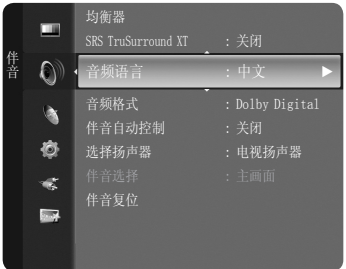 伴音
均衡器
SRS TruSurround XT : 关闭
音频语言 : 中文
音频格式 : Dolby Digital
伴音自动控制 : 关闭
选择扬声器 : 电视扬声器
伴音选择 : 主画面
伴音复位